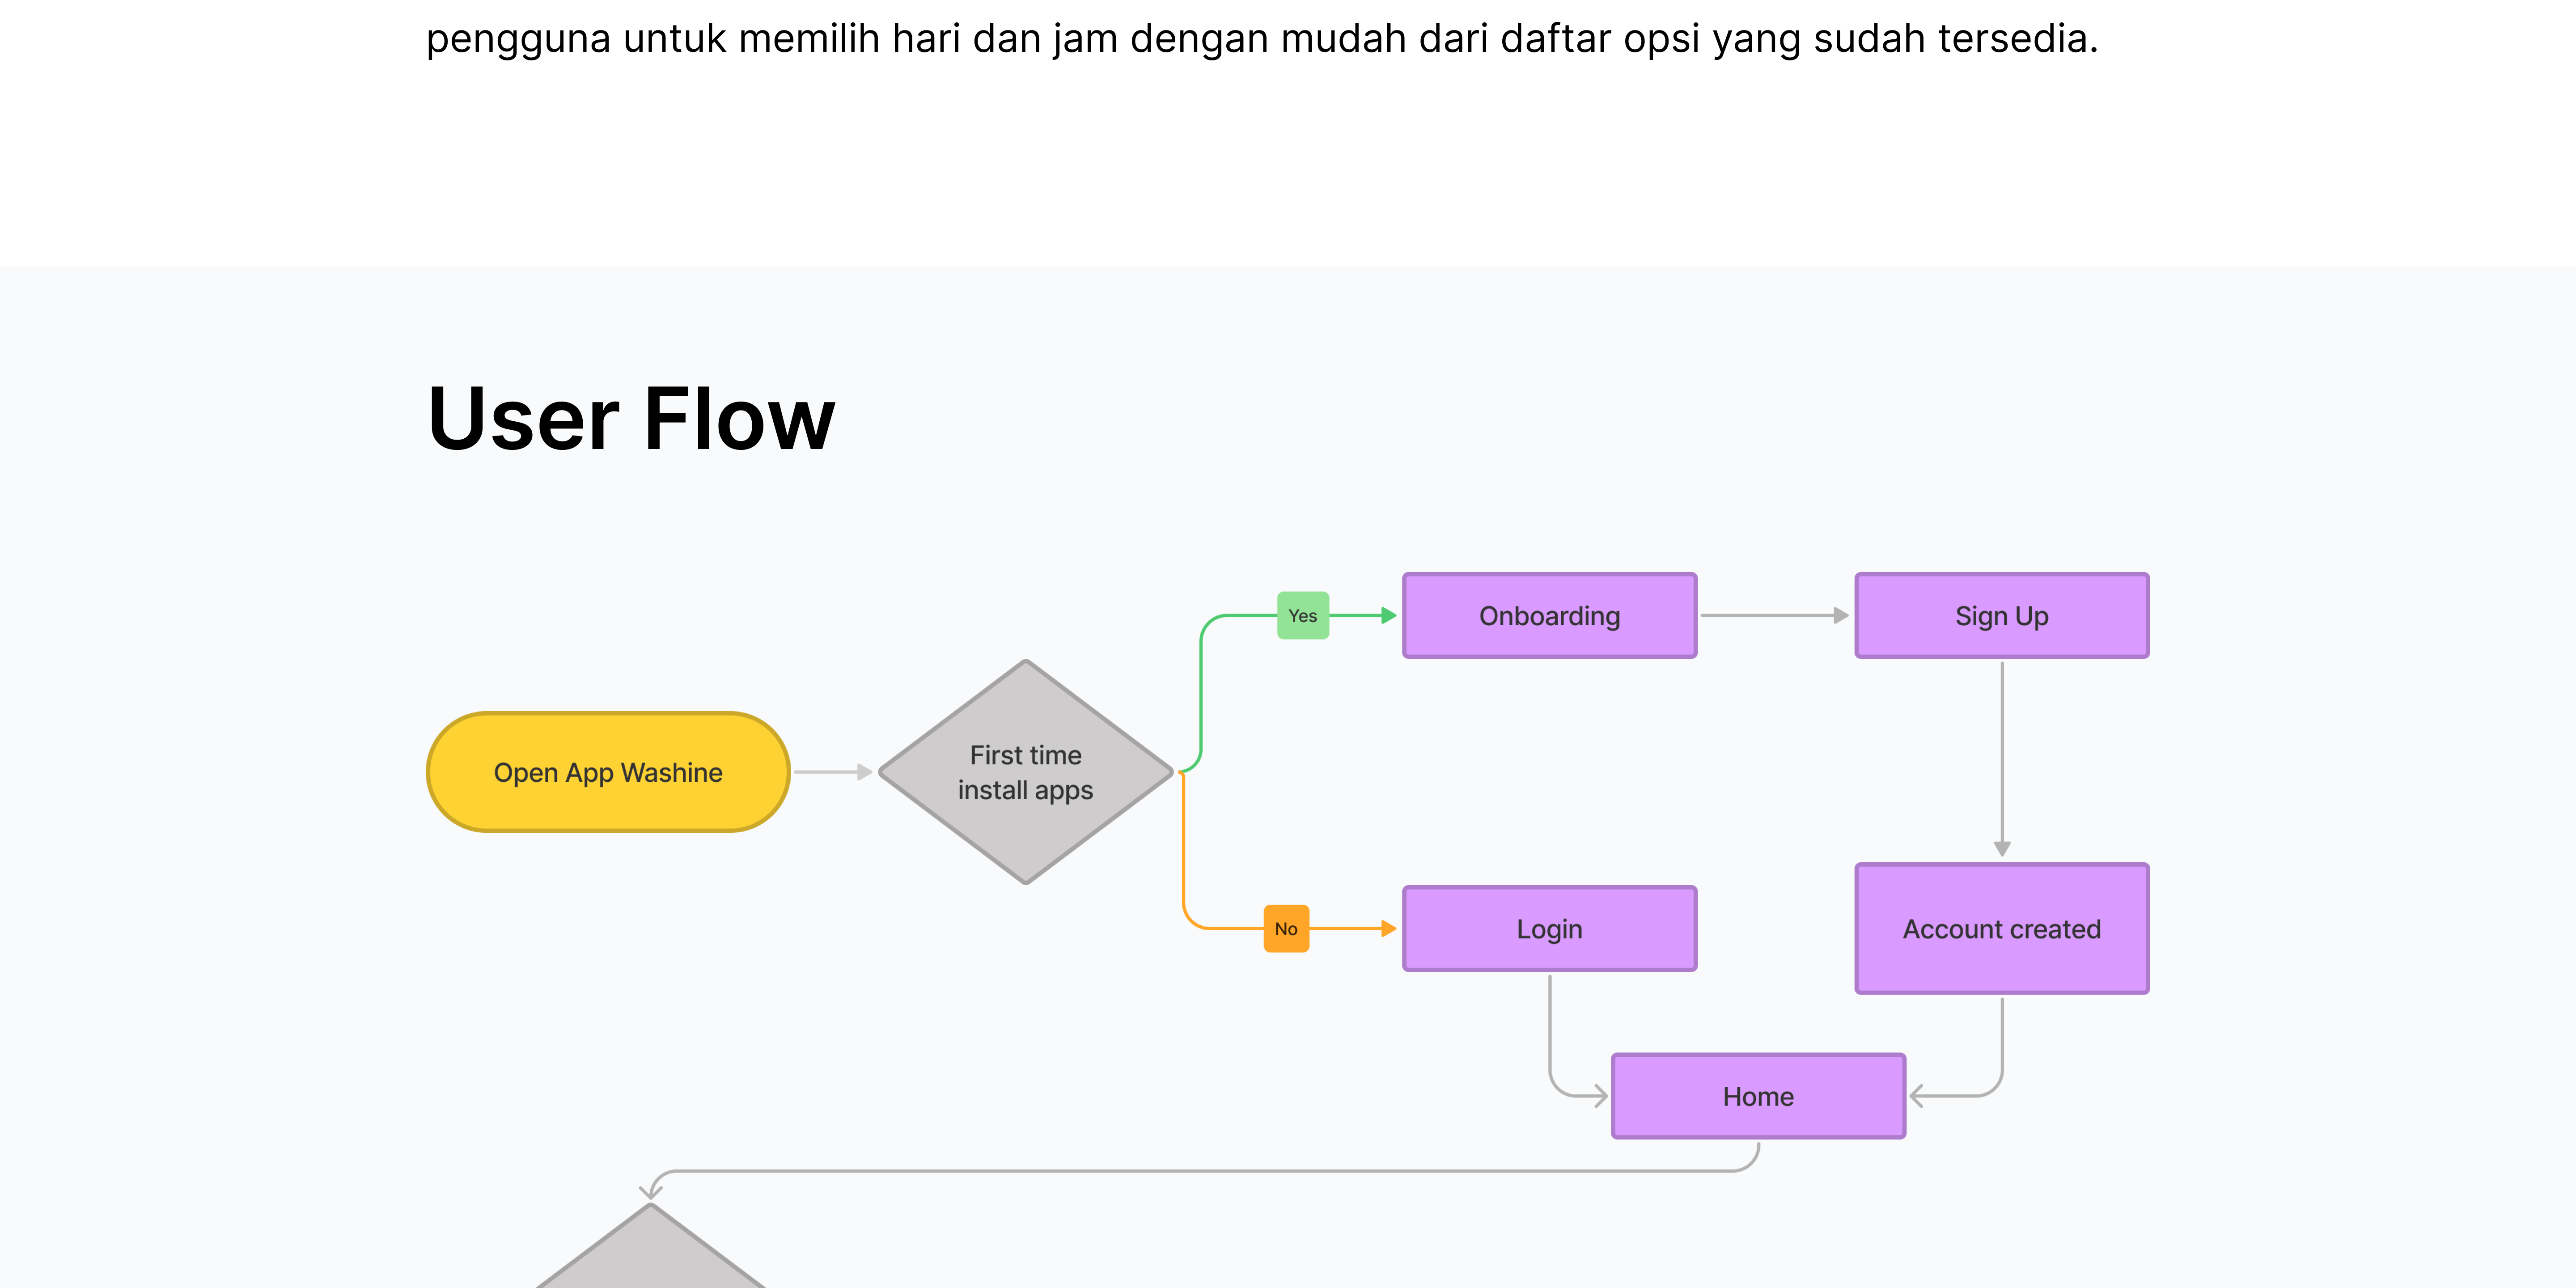 pengguna untuk memilih hari dan jam dengan mudah dari daftar opsi yang sudah tersedia.
User Flow
Yes
Onboarding
Sign Up
Open App Washine
First time
install apps
No
Login
Account created
Home